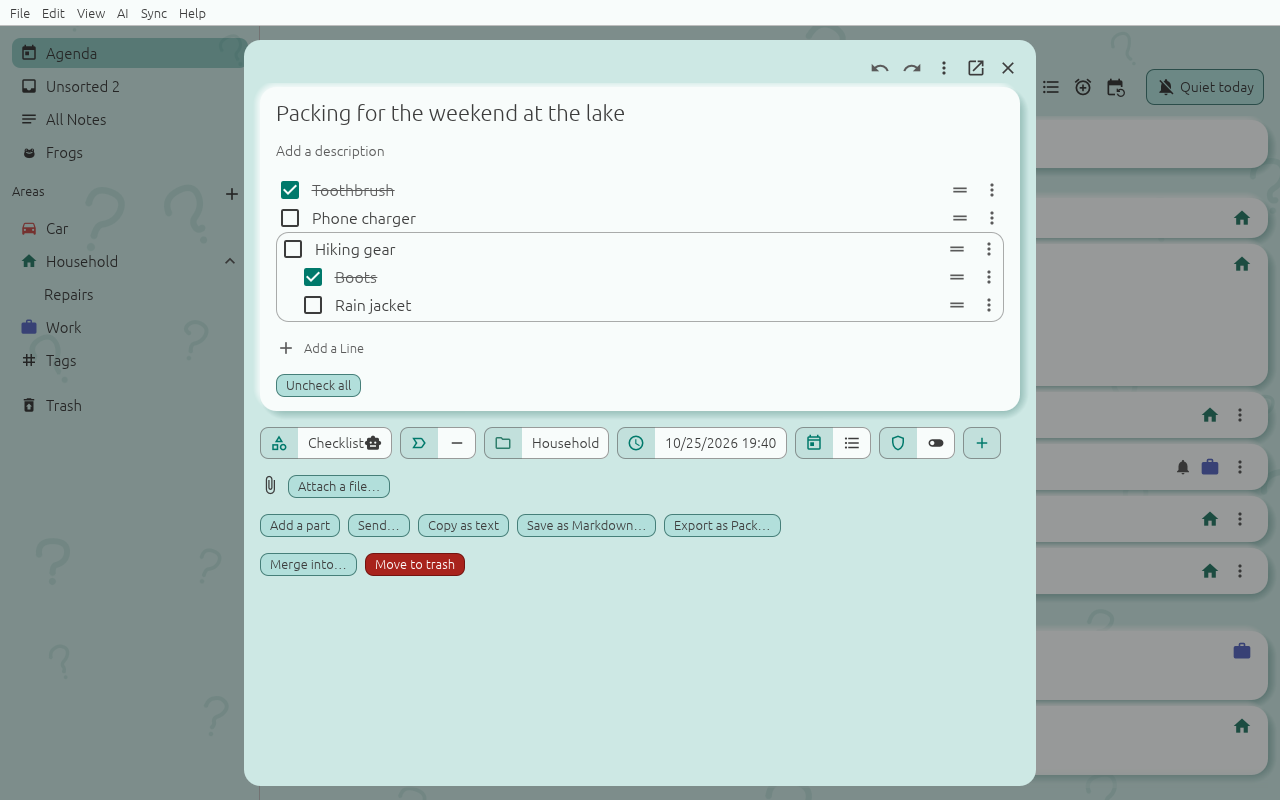 File Edit View AI Sync Help
Agenda
Unsorted 2
All Notes
Frogs
Areas
Car
Household
Repairs
Work
Tags
Trash
Quiet today
Packing for the weekend at the lake
Add a description
Toothbrush
Phone charger
Hiking gear
Boots
Rain jacket
Add a Line
Uncheck all
Checklist Household 10/25/2026 19:40
Attach a file…
Add a part Send… Copy as text Save as Markdown… Export as Pack…
Merge into… Move to trash